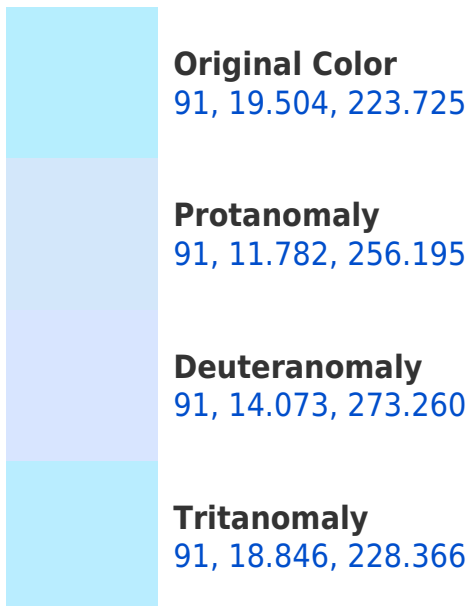 Original Color
91, 19.504, 223.725
Protanomaly
91, 11.782, 256.195
Deuteranomaly
91, 14.073, 273.260
Tritanomaly
91, 18.846, 228.366